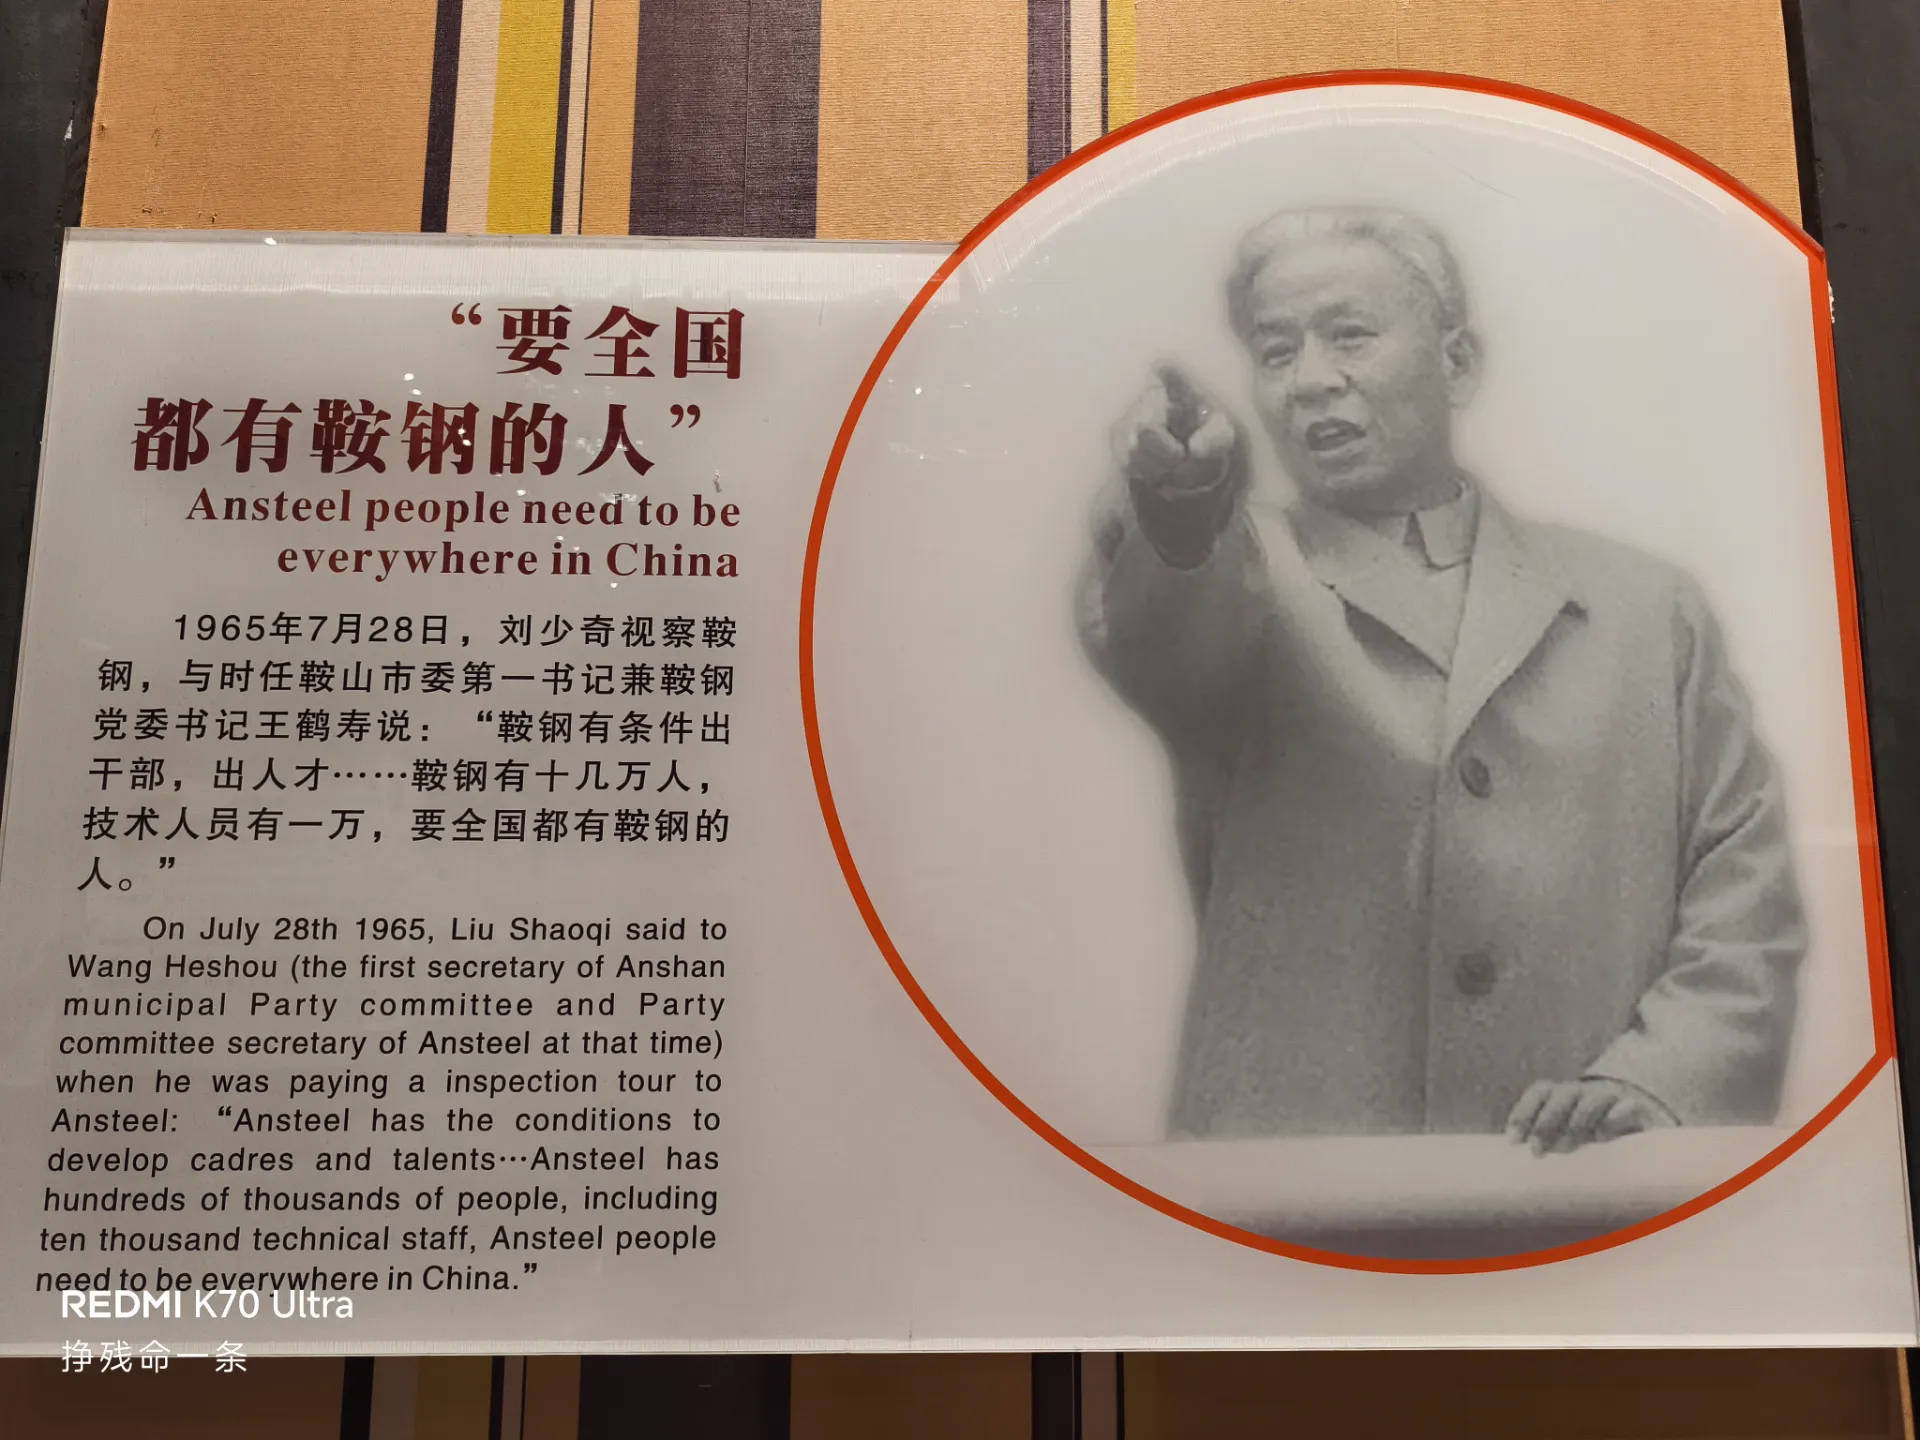 “要全国
都有鞍钢的人”
Ansteel people need to be
everywhere in China
1965年7月28日，刘少奇视察鞍
钢，与时任鞍山市委第一书记兼鞍钢
党委书记王鹤寿说：“鞍钢有条件出
干部，出人才……鞍钢有十几万人，
技术人员有一万，要全国都有鞍钢的
人。”
On July 28th 1965, Liu Shaoqi said to
Wang Heshou (the first secretary of Anshan
municipal Party committee and Party
committee secretary of Ansteel at that time)
when he was paying a inspection tour to
Ansteel: “Ansteel has the conditions to
develop cadres and talents…Ansteel has
hundreds of thousands of people, including
ten thousand technical staff, Ansteel people
need to be everywhere in China.”
REDMI K70 Ultra
挣残命一条